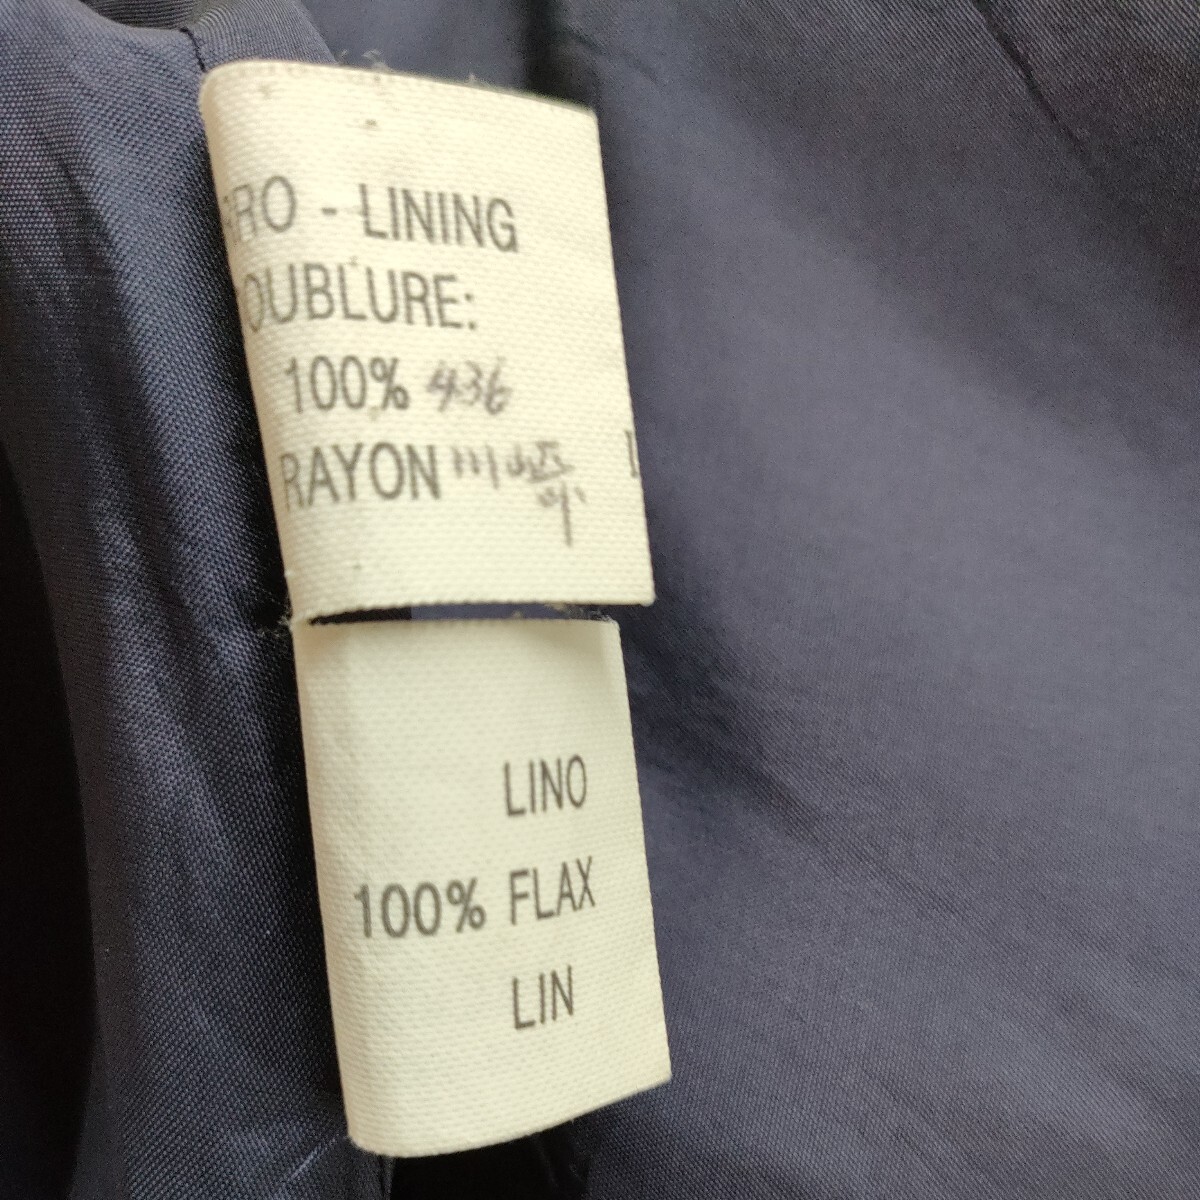 RO - LINING
OUBLURE:
100% 436
RAYON
LINO
100% FLAX
LIN